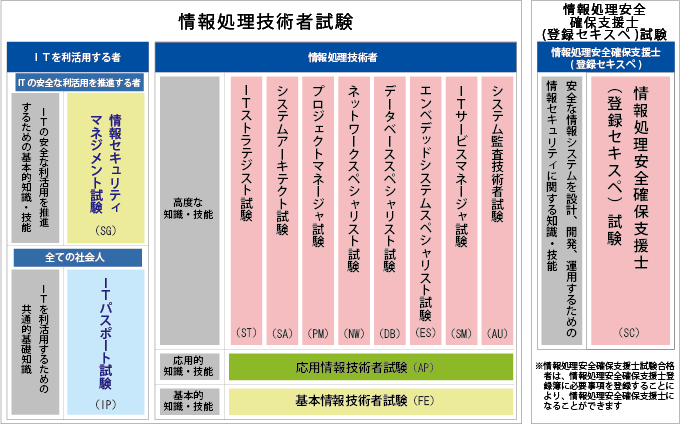 情報処理技術者試験
ITを利活用する者
ITの安全な利活用を推進する者
ITの安全な利活用を推進
するための基本的知識・技能
情報セキュリティ
マネジメント試験
(SG)
全ての社会人
ITを利活用するための
共通的基礎知識
ITパスポート試験
(IP)
情報処理技術者
高度な
知識・技能
ITストラテジスト試験
(ST)
システムアーキテクト試験
(SA)
プロジェクトマネージャ試験
(PM)
ネットワークスペシャリスト試験
(NW)
データベーススペシャリスト試験
(DB)
エンベデッドシステムスペシャリスト試験
(ES)
ITサービスマネージャ試験
(SM)
システム監査技術者試験
(AU)
応用的
知識・技能
応用情報技術者試験(AP)
基本的
知識・技能
基本情報技術者試験(FE)
情報処理安全
確保支援士
(登録セキスペ)試験
情報処理安全確保支援士
(登録セキスペ)
安全な情報システムを設計、開発、運用するための
情報セキュリティに関する知識・技能
情報処理安全確保支援士
(登録セキスペ)試験
(SC)
※情報処理安全確保支援士試験合格
者は、情報処理安全確保支援士登
録簿に必要事項を登録することに
より、情報処理安全確保支援士に
なることができます